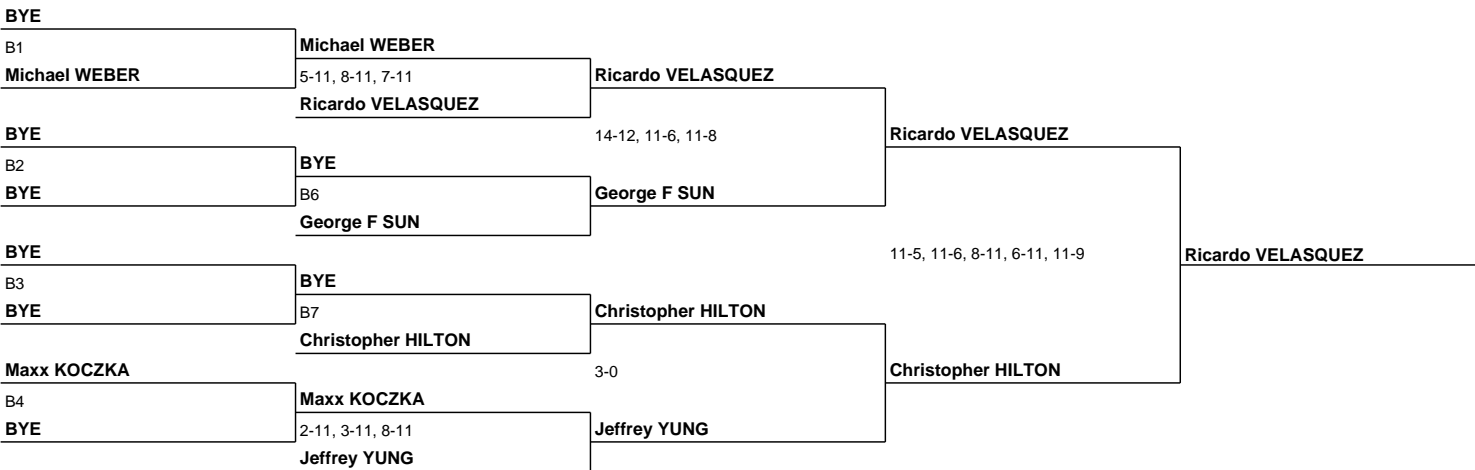 BYE
B1
Michael WEBER
Michael WEBER
5-11, 8-11, 7-11
Ricardo VELASQUEZ
Ricardo VELASQUEZ
BYE
14-12, 11-6, 11-8
Ricardo VELASQUEZ
B2
BYE
BYE
B6
George F SUN
George F SUN
BYE
11-5, 11-6, 8-11, 6-11, 11-9
Ricardo VELASQUEZ
B3
BYE
BYE
B7
Christopher HILTON
Christopher HILTON
Maxx KOCZKA
3-0
Christopher HILTON
B4
Maxx KOCZKA
BYE
2-11, 3-11, 8-11
Jeffrey YUNG
Jeffrey YUNG